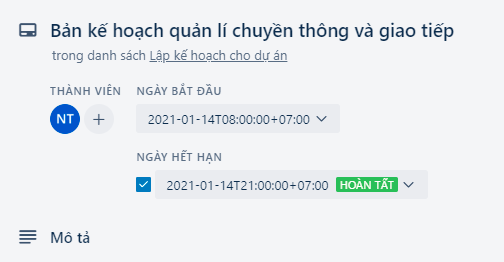 Bản kế hoạch quản lí chuyền thông và giao tiếp
trong danh sách Lập kế hoạch cho dự án
THÀNH VIÊN
NT +
NGÀY BẮT ĐẦU
2021-01-14T08:00:00+07:00
NGÀY HẾT HẠN
2021-01-14T21:00:00+07:00 HOÀN TẤT
Mô tả